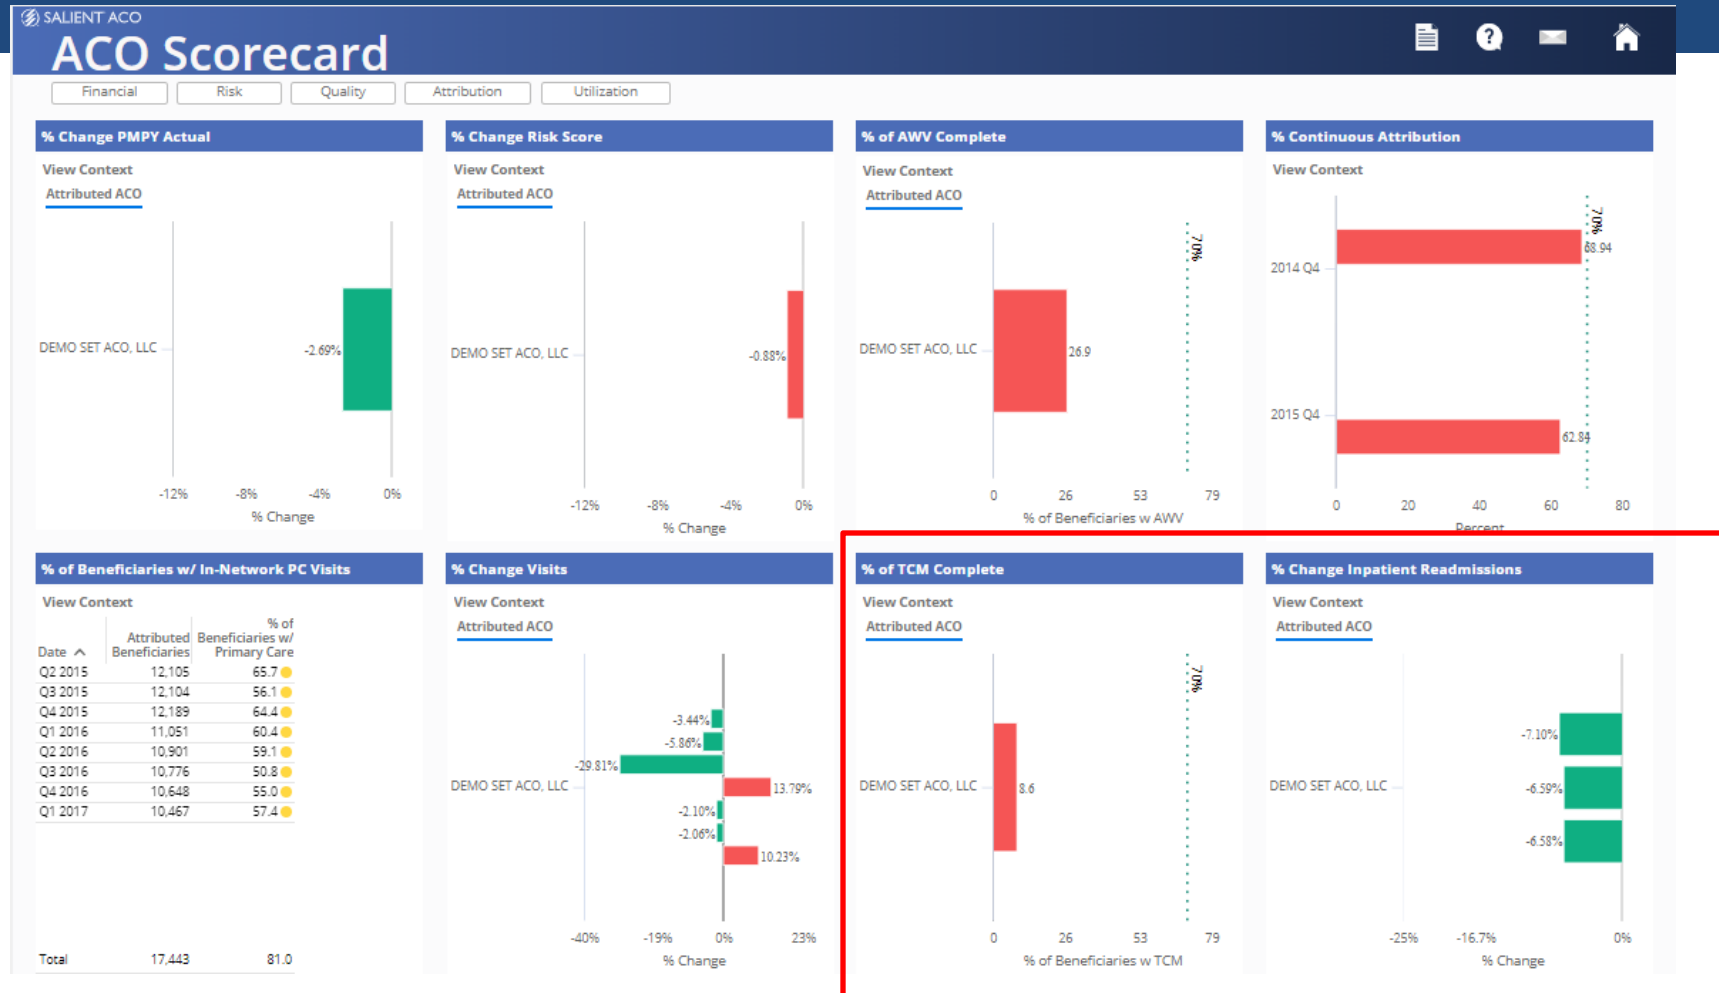 SALIENT ACO
ACO Scorecard
Financial Risk Quality Attribution Utilization
% Change PMPY Actual
View Context
Attributed ACO
DEMO SET ACO, LLC
-2.69%
-12% -8% -4% 0%
% Change
% Change Risk Score
View Context
Attributed ACO
DEMO SET ACO, LLC
-0.88%
-12% -8% -4% 0%
% Change
% of AWV Complete
View Context
Attributed ACO
70%
DEMO SET ACO, LLC
26.9
0 26 53 79
% of Beneficiaries w AWV
% Continuous Attribution
View Context
70%
68.94
2014 Q4
2015 Q4
62.84
0 20 40 60 80
Percent
% of Beneficiaries w/ In-Network PC Visits
View Context
% of
Attributed Beneficiaries w/
Date Beneficiaries Primary Care
Q2 2015 12,105 65.7
Q3 2015 12,104 56.1
Q4 2015 12,189 64.4
Q1 2016 11,051 60.4
Q2 2016 10,901 59.1
Q3 2016 10,776 50.8
Q4 2016 10,648 55.0
Q1 2017 10,467 57.4
Total 17,443 81.0
% Change Visits
View Context
Attributed ACO
-3.44%
-5.86%
-29.81%
DEMO SET ACO, LLC
13.79%
-2.10%
-2.06%
10.23%
-40% -19% 0% 23%
% Change
% of TCM Complete
View Context
Attributed ACO
70%
DEMO SET ACO, LLC
8.6
0 26 53 79
% of Beneficiaries w TCM
% Change Inpatient Readmissions
View Context
Attributed ACO
-7.10%
DEMO SET ACO, LLC
-6.59%
-6.58%
-25% -16.7% 0%
% Change